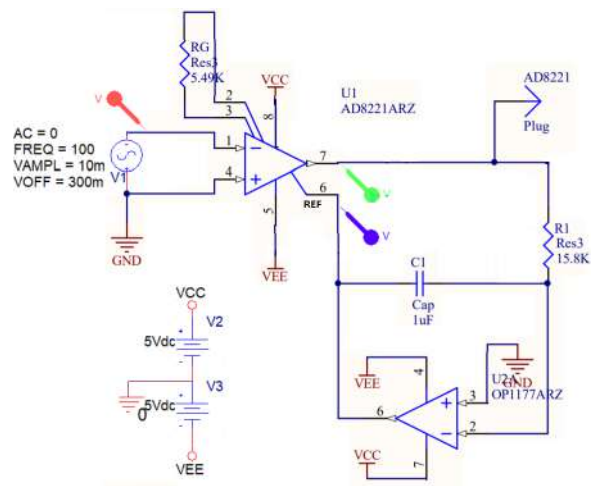 RG
Res3
5.49K
2
3
VCC
8
U1
AD8221ARZ
AD8221
Plug
V
AC = 0
FREQ = 100
VAMPL = 10m
VOFF = 300m
V1
1
4
7
6
REF
V
V
5
VEE
GND
R1
Res3
15.8K
C1
Cap
1uF
VCC
V2
5Vdc
V3
5Vdc
0
VEE
VEE
4
GND
U2A
OP1177ARZ
3
6
2
VCC
7